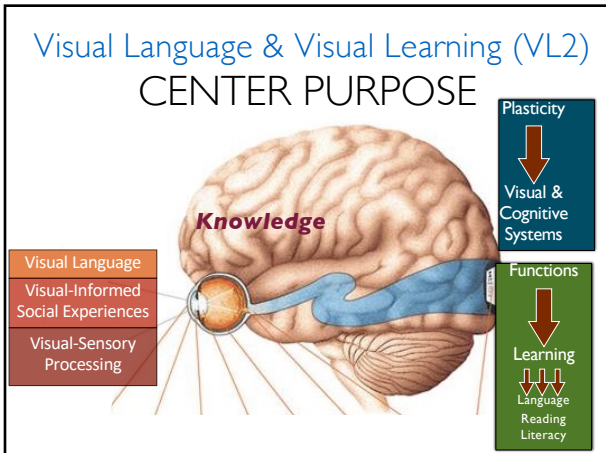 Visual Language & Visual Learning (VL2)
CENTER PURPOSE
Knowledge
Visual Language
Visual-Informed
Social Experiences
Visual-Sensory
Processing
Plasticity
Visual &
Cognitive
Systems
Functions
Learning
Language
Reading
Literacy